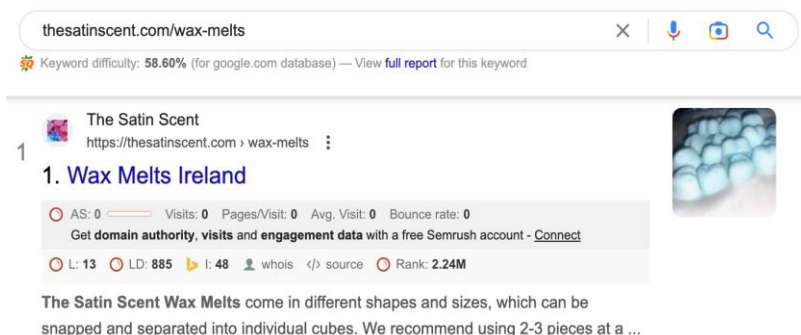 thesatinscent.com/wax-melts
Keyword difficulty: 58.60% (for google.com database) — View full report for this keyword
The Satin Scent
https://thesatinscent.com › wax-melts
1
1. Wax Melts Ireland
AS: 0 Visits: 0 Pages/Visit: 0 Avg. Visit: 0 Bounce rate: 0
Get domain authority, visits and engagement data with a free Semrush account - Connect
L: 13 LD: 885 I: 48 whois </> source Rank: 2.24M
The Satin Scent Wax Melts come in different shapes and sizes, which can be
snapped and separated into individual cubes. We recommend using 2-3 pieces at a ...